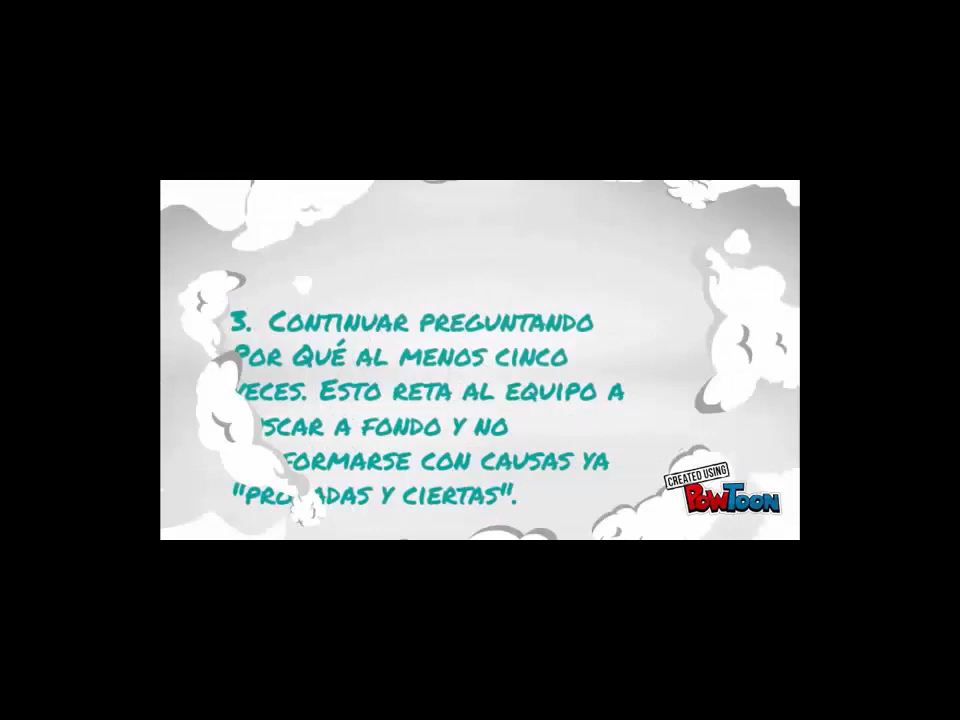 3. Continuar preguntando
Por Qué al menos cinco
veces. Esto reta al equipo a
a fondo y no
con causas ya
y ciertas".
CREATED USING
POWTOON